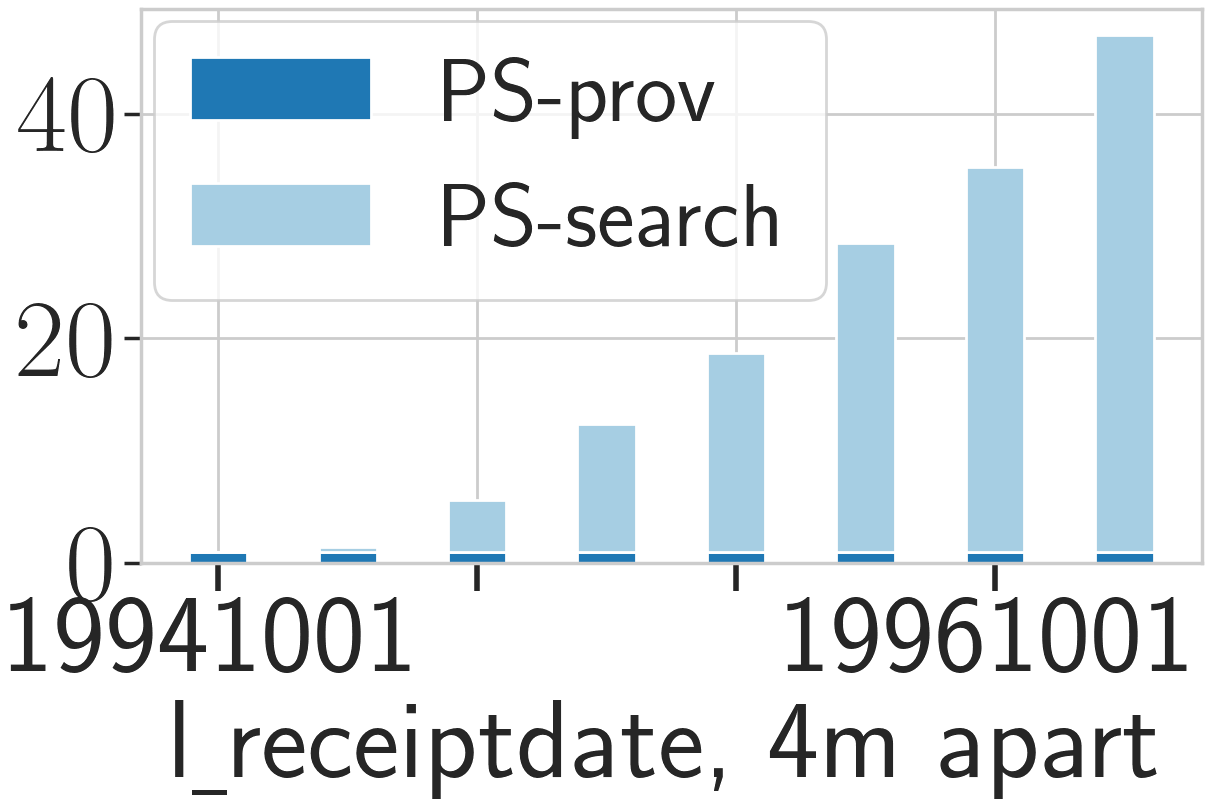 40
20
0
PS-prov
PS-search
19941001 19961001
l_receiptdate, 4m apart